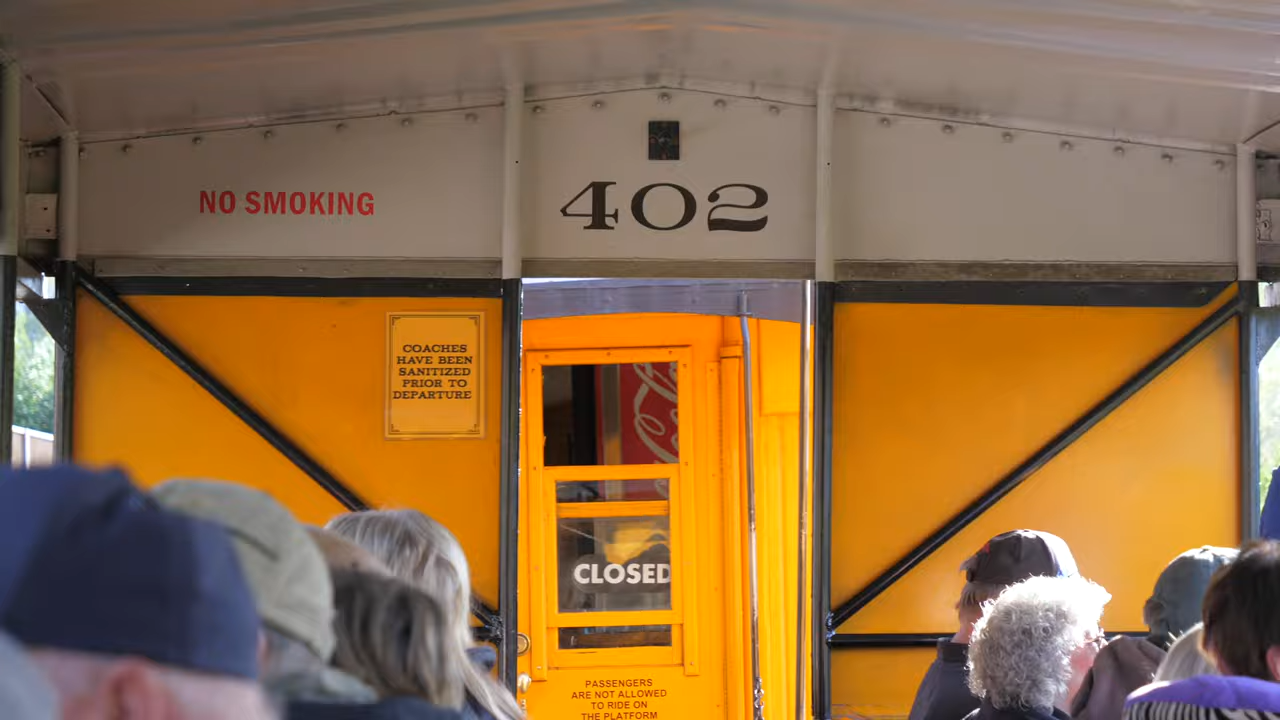 NO SMOKING
402
COACHES
HAVE BEEN
SANITIZED
PRIOR TO
DEPARTURE
CLOSED
PASSENGERS
ARE NOT ALLOWED
TO RIDE ON
THE PLATFORM